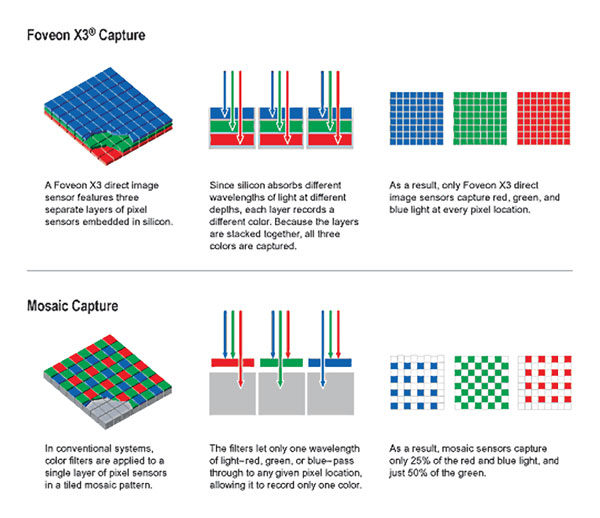 Foveon X3® Capture
A Foveon X3 direct image
sensor features three
separate layers of pixel
sensors embedded in silicon.
Since silicon absorbs different
wavelengths of light at different
depths, each layer records a
different color. Because the layers
are stacked together, all three
colors are captured.
As a result, only Foveon X3 direct
image sensors capture red, green, and
blue light at every pixel location.
Mosaic Capture
In conventional systems,
color filters are applied to a
single layer of pixel sensors
in a tiled mosaic pattern.
The filters let only one wavelength
of light–red, green, or blue–pass
through to any given pixel location,
allowing it to record only one color.
As a result, mosaic sensors capture
only 25% of the red and blue light, and
just 50% of the green.